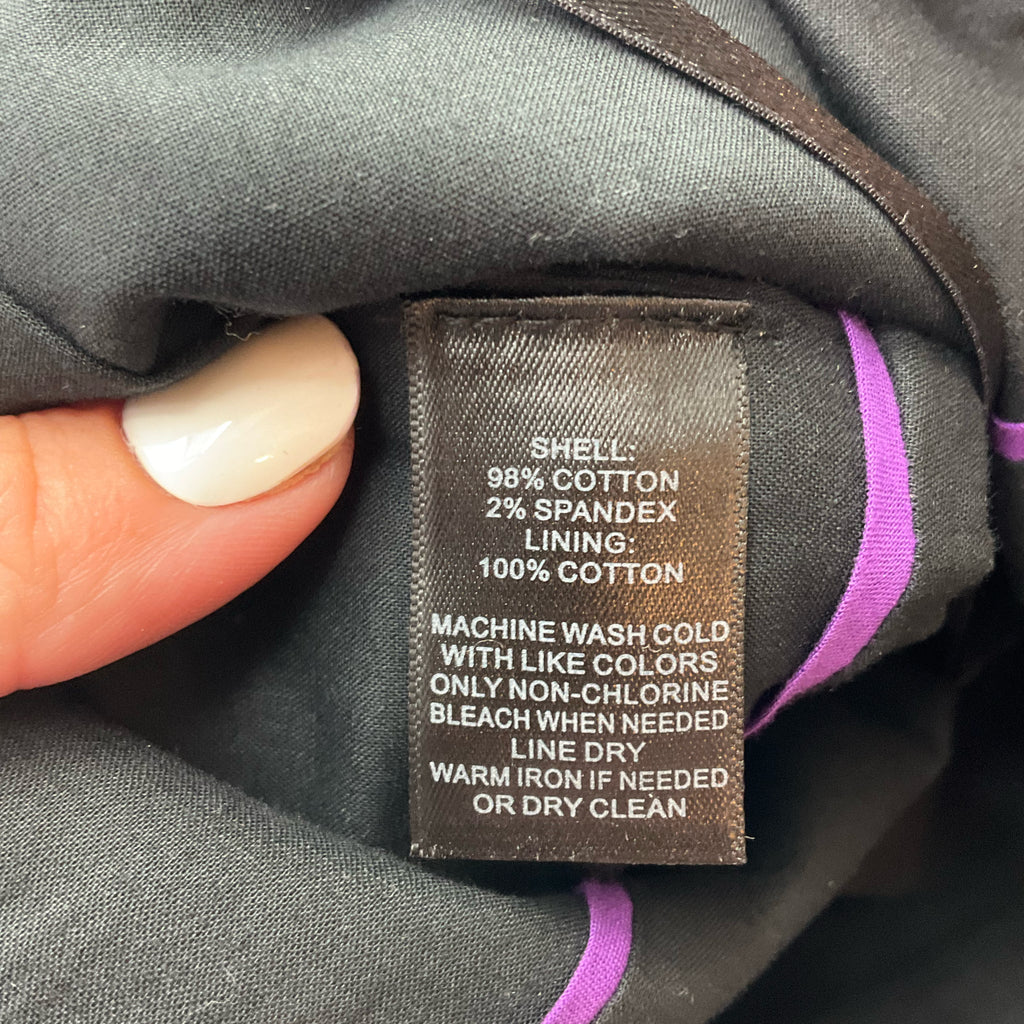 SHELL:
98% COTTON
2% SPANDEX
LINING:
100% COTTON
MACHINE WASH COLD
WITH LIKE COLORS
ONLY NON-CHLORINE
BLEACH WHEN NEEDED
LINE DRY
WARM IRON IF NEEDED
OR DRY CLEAN